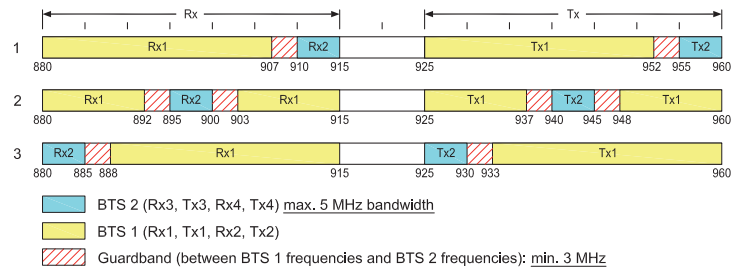 Rx Tx
1 Rx1 Rx2 Tx1 Tx2
880 907 910 915 925 952 955 960
2 Rx1 Rx2 Rx1 Tx1 Tx2 Tx1
880 892 895 900 903 915 925 937 940 945 948 960
3 Rx2 Rx1 Tx2 Tx1
880 885 888 915 925 930 933 960
BTS 2 (Rx3, Tx3, Rx4, Tx4) max. 5 MHz bandwidth
BTS 1 (Rx1, Tx1, Rx2, Tx2)
Guardband (between BTS 1 frequencies and BTS 2 frequencies): min. 3 MHz